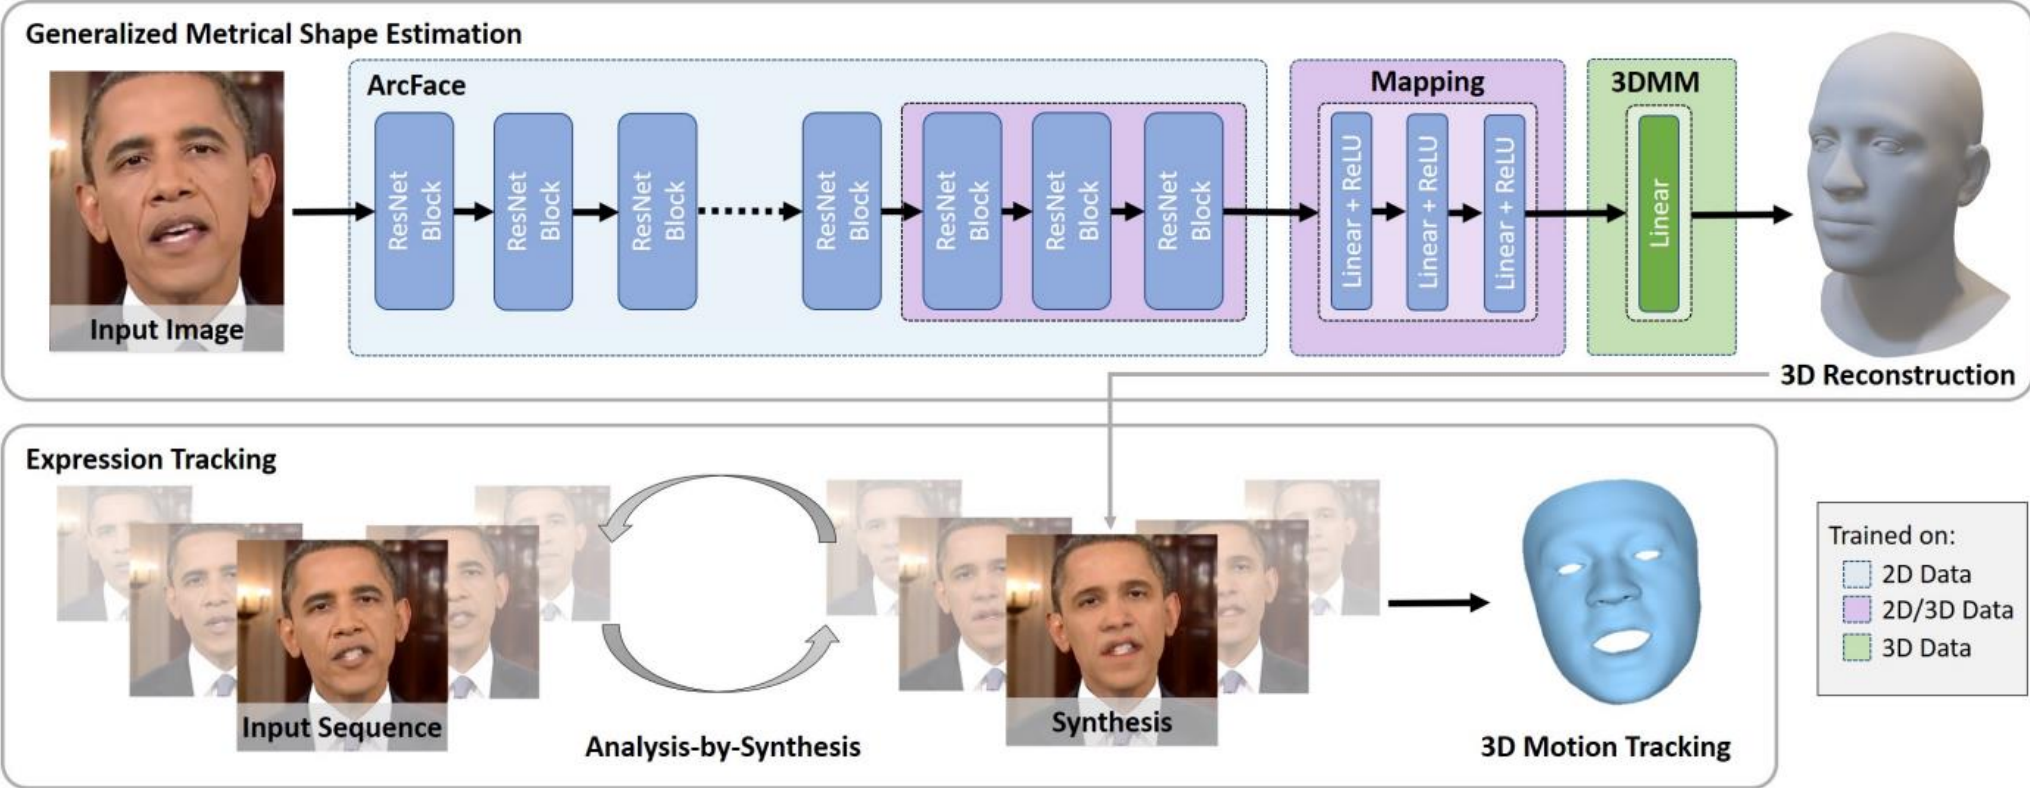 Generalized Metrical Shape Estimation
ArcFace
Mapping
3DMM
ResNet
Block
ResNet
Block
ResNet
Block
ResNet
Block
ResNet
Block
ResNet
Block
ResNet
Block
Linear + ReLU
Linear + ReLU
Linear + ReLU
Linear
Input Image
3D Reconstruction
Expression Tracking
Input Sequence
Analysis-by-Synthesis
Synthesis
3D Motion Tracking
Trained on:
2D Data
2D/3D Data
3D Data